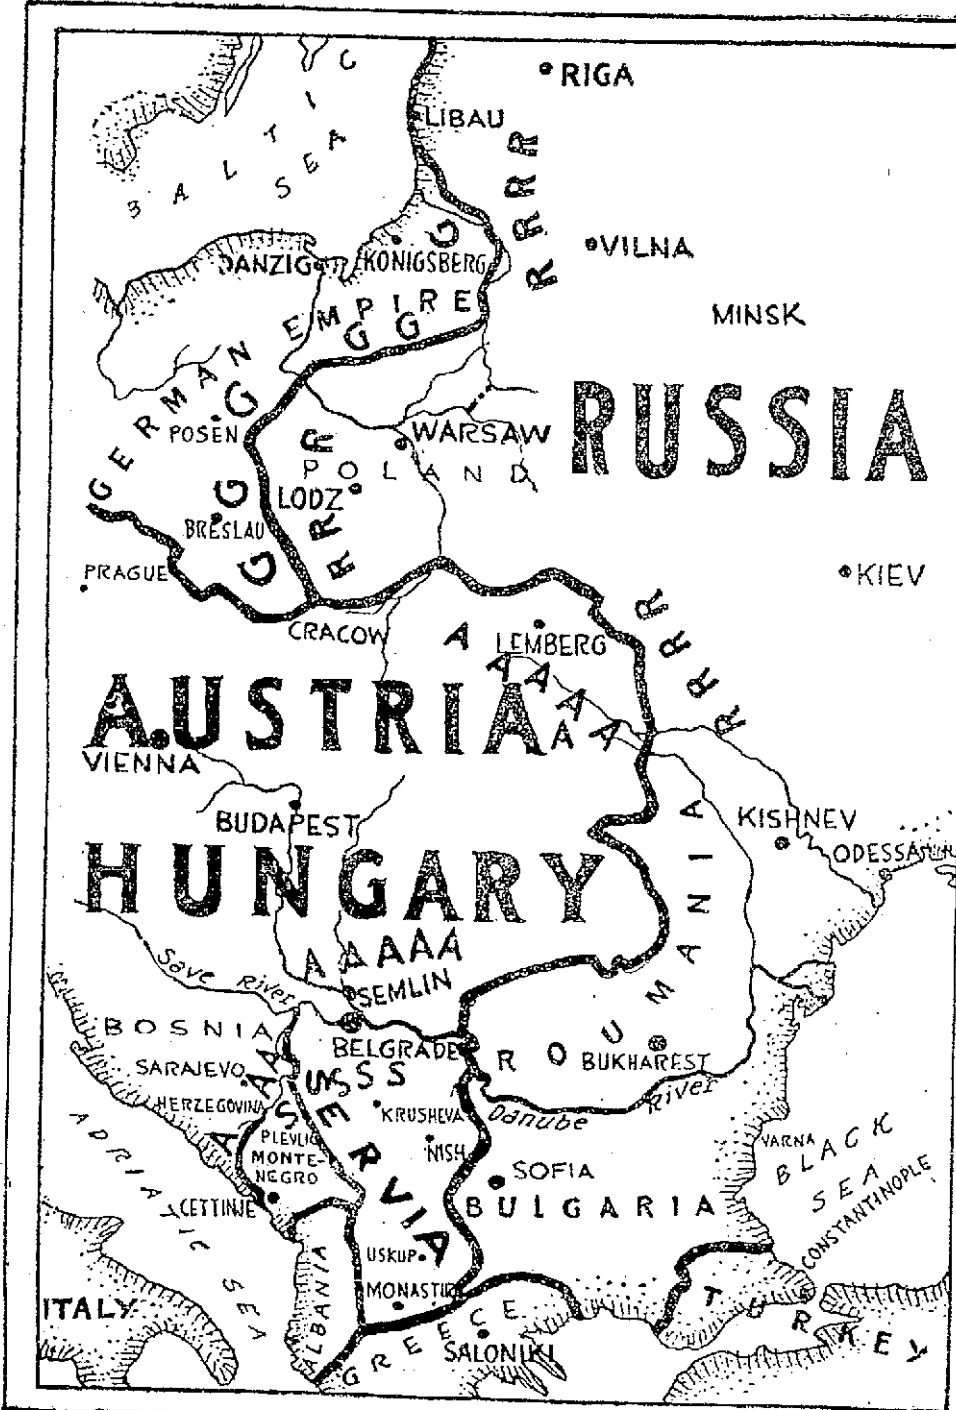 RIGA
LIBAU
BALTIC
SEA
R R R R R
VILNA
DANZIG
KONIGSBERG
G
MINSK
GERMAN EMPIRE
G G
RUSSIA
G
POSEN
WARSAW
R
POLAND
G
LODZ
R
BRESLAU
G
R
PRAGUE
KIEV
CRACOW
A
LEMBERG
R R R R R
A A A A A A
AUSTRIA
VIENNA
BUDAPEST
KISHNEV
ODESSA
HUNGARY
A A A A A
Save River
SEMLIN
BOSNIA
BELGRADE
ROUMANIA
BUKHAREST
SARAJEVO
A A A
S S S S
HERZEGOVINA
A
S S
KRUSHEVA
Danube River
PLEVLIE
MONTE-
NEGRO
NISH
VARNA
BLACK
SEA
SOFIA
CETTINJE
SERVIA
BULGARIA
CONSTANTINOPLE
ADRIATIC SEA
USKUP
MONASTIR
ITALY
ALBANIA
GREECE
SALONIKI
TURKEY